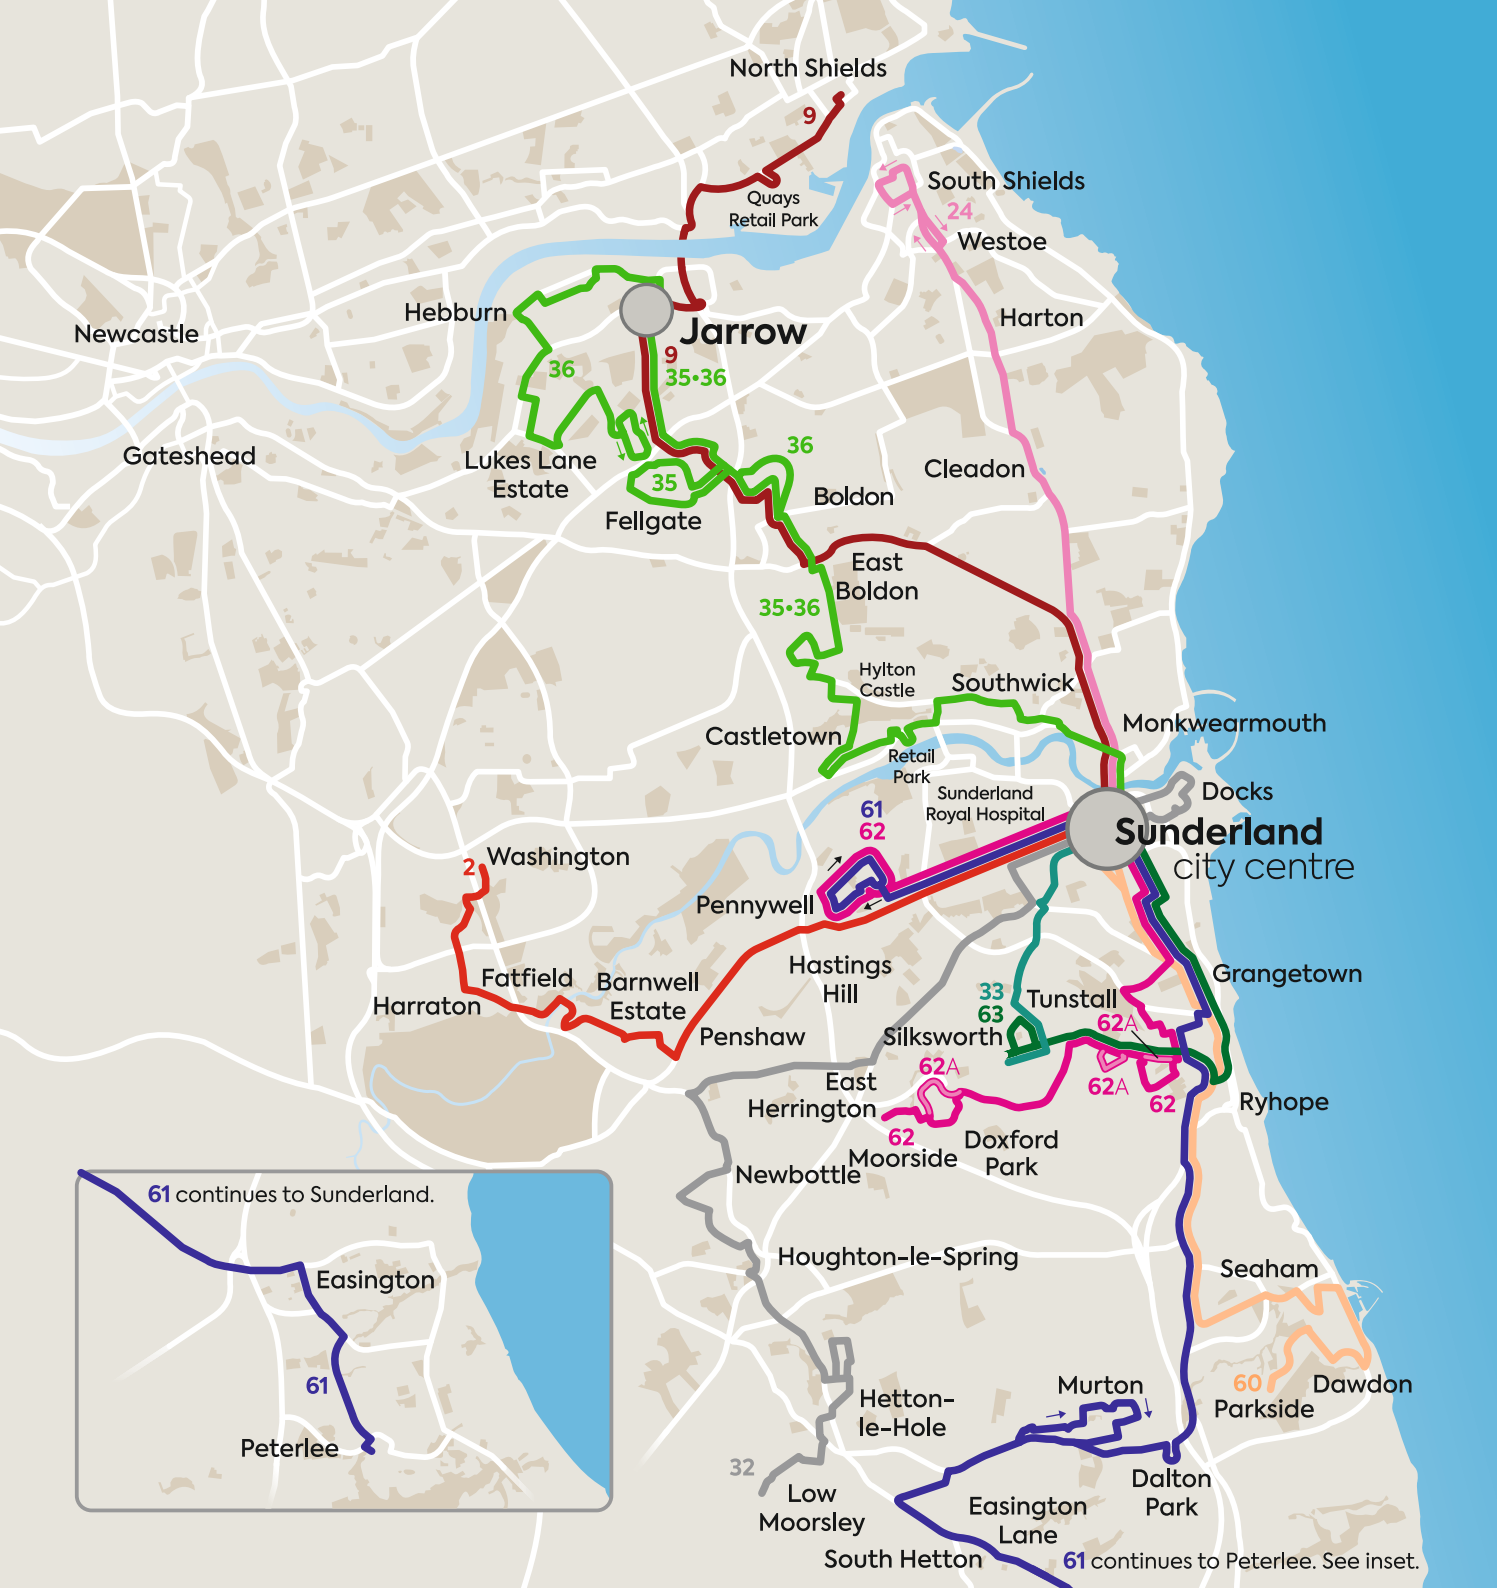 North Shields
9
Quays
Retail Park
South Shields
24
Westoe
Harton
Hebburn
Newcastle
Jarrow
9
35•36
36
Gateshead
Lukes Lane
Estate
35
Fellgate
36
Boldon
Cleadon
East
Boldon
35•36
Hylton
Castle
Southwick
Castletown
Monkwearmouth
Retail
Park
Sunderland
Royal Hospital
Docks
Sunderland
city centre
61
62
2
Washington
Pennywell
Hastings
Hill
Fatfield
Barnwell
Estate
Harraton
Penshaw
33
63
Tunstall
Grangetown
Silksworth
62A
62A
62A
62
East
Herrington
62
Moorside
Doxford
Park
Ryhope
Newbottle
Houghton-le-Spring
Seaham
60
Parkside
Dawdon
Murton
Hetton-
le-Hole
32
Low
Moorsley
Dalton
Park
Easington
Lane
South Hetton
61 continues to Peterlee. See inset.
61 continues to Sunderland.
Easington
61
Peterlee